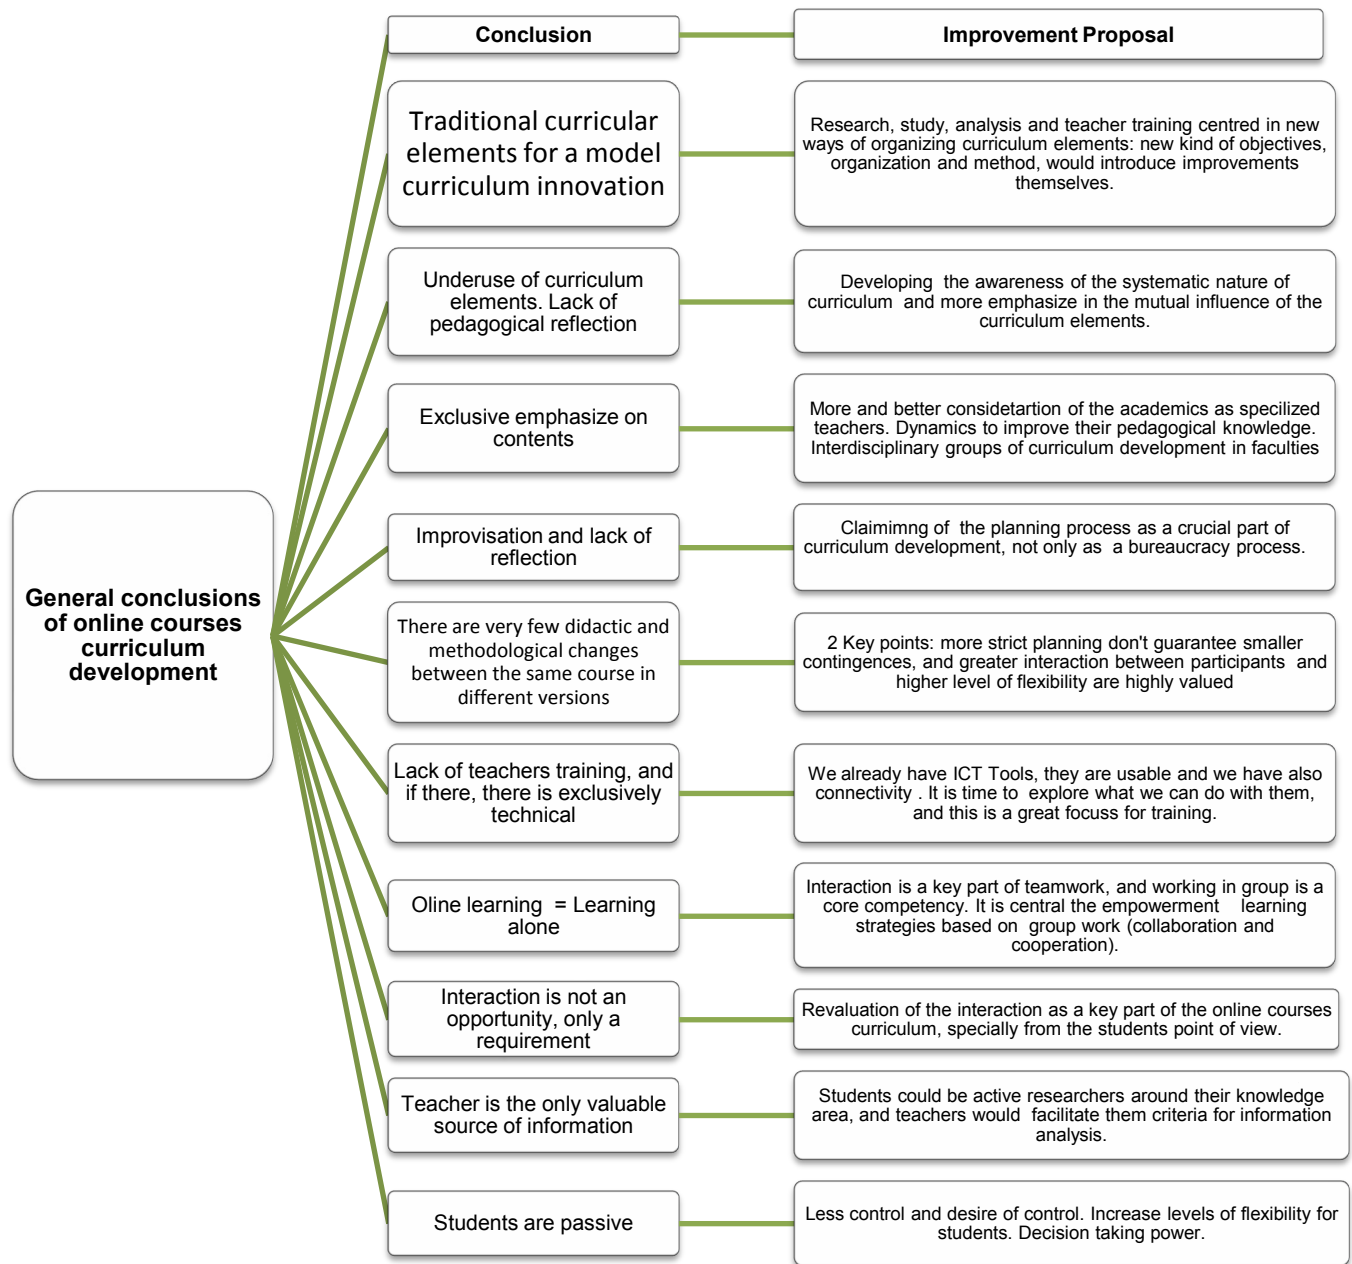 Conclusion
Improvement Proposal
Traditional curricular
elements for a model
curriculum innovation
Research, study, analysis and teacher training centred in new
ways of organizing curriculum elements: new kind of objectives,
organization and method, would introduce improvements
themselves.
Underuse of curriculum
elements. Lack of
pedagogical reflection
Developing the awareness of the systematic nature of
curriculum and more emphasize in the mutual influence of the
curriculum elements.
Exclusive emphasize on
contents
More and better considetartion of the academics as specilized
teachers. Dynamics to improve their pedagogical knowledge.
Interdisciplinary groups of curriculum development in faculties
General conclusions
of online courses
curriculum
development
Improvisation and lack of
reflection
Claimimng of the planning process as a crucial part of
curriculum development, not only as a bureaucracy process.
There are very few didactic and
methodological changes
between the same course in
different versions
2 Key points: more strict planning don't guarantee smaller
contingences, and greater interaction between participants and
higher level of flexibility are highly valued
Lack of teachers training, and
if there, there is exclusively
technical
We already have ICT Tools, they are usable and we have also
connectivity . It is time to explore what we can do with them,
and this is a great focuss for training.
Oline learning = Learning
alone
Interaction is a key part of teamwork, and working in group is a
core competency. It is central the empowerment learning
strategies based on group work (collaboration and
cooperation).
Interaction is not an
opportunity, only a
requirement
Revaluation of the interaction as a key part of the online courses
curriculum, specially from the students point of view.
Teacher is the only valuable
source of information
Students could be active researchers around their knowledge
area, and teachers would facilitate them criteria for information
analysis.
Students are passive
Less control and desire of control. Increase levels of flexibility for
students. Decision taking power.